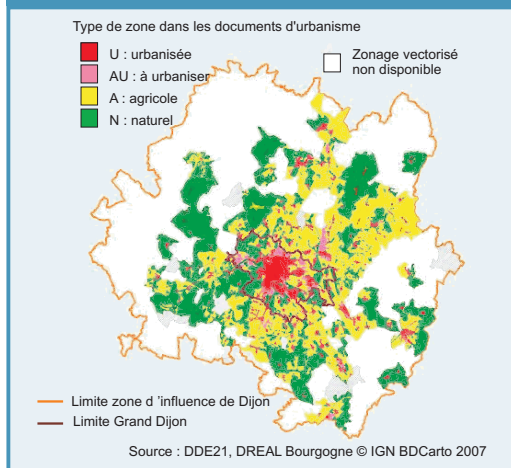 Type de zone dans les documents d'urbanisme
U : urbanisée
AU : à urbaniser
A : agricole
N : naturel
Zonage vectorisé
non disponible
Limite zone d 'influence de Dijon
Limite Grand Dijon
Source : DDE21, DREAL Bourgogne © IGN BDCarto 2007